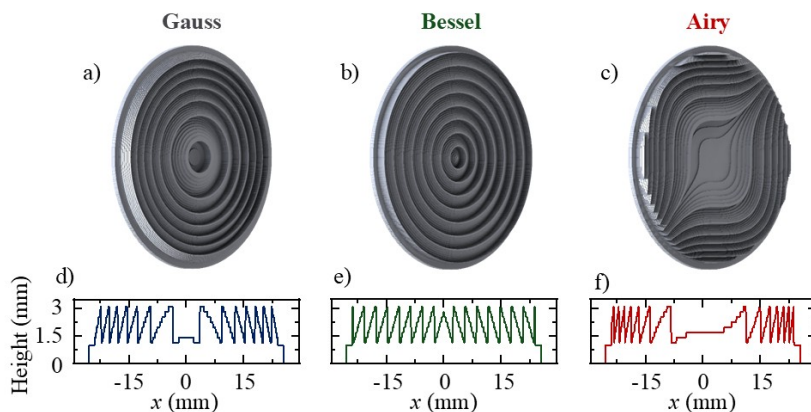 Gauss Bessel Airy
a) b) c)
d) e) f)
Height (mm)
3
1.5
0
-15 0 15 -15 0 15 -15 0 15
x (mm) x (mm) x (mm)